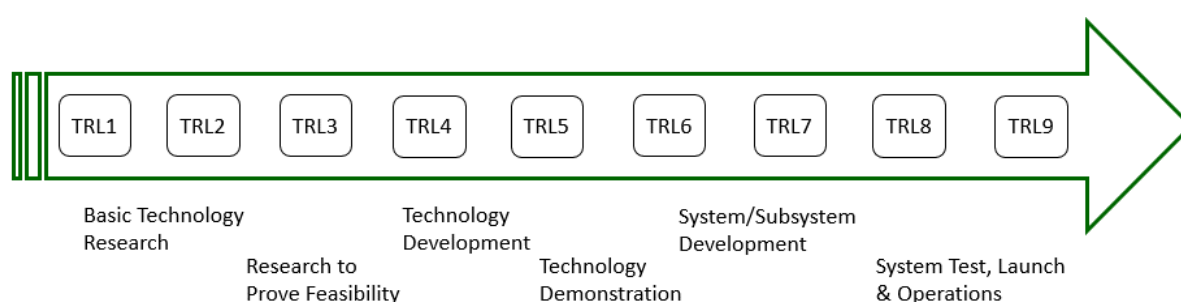 TRL1 TRL2 TRL3 TRL4 TRL5 TRL6 TRL7 TRL8 TRL9
Basic Technology
Research
Research to
Prove Feasibility
Technology
Development
Technology
Demonstration
System/Subsystem
Development
System Test, Launch
& Operations